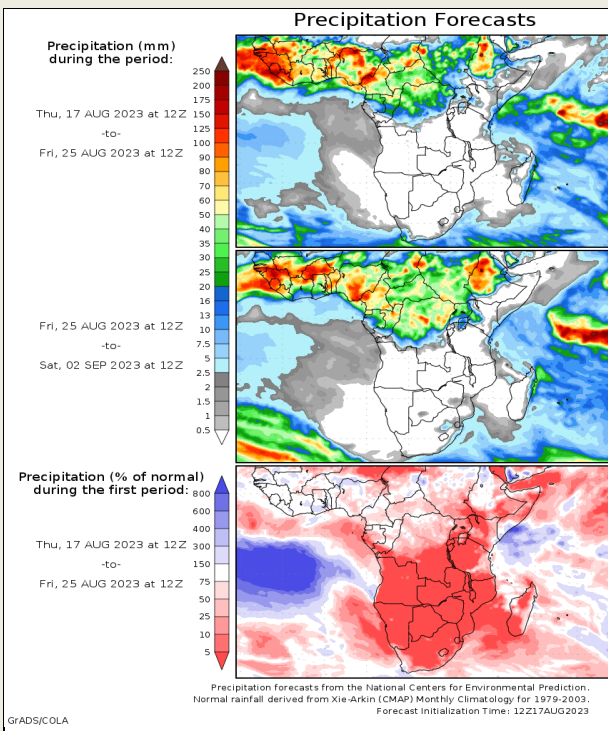 Precipitation Forecasts
Precipitation (mm)
during the period:
Thu, 17 AUG 2023 at 12Z
-to-
Fri, 25 AUG 2023 at 12Z
250
200
175
150
125
100
90
80
70
60
50
40
35
30
25
20
16
13
10
7.5
5
2.5
2
1.5
1
0.5
Fri, 25 AUG 2023 at 12Z
-to-
Sat, 02 SEP 2023 at 12Z
Precipitation (% of normal)
during the first period:
Thu, 17 AUG 2023 at 12Z
-to-
Fri, 25 AUG 2023 at 12Z
800
600
400
300
150
75
50
25
10
5
Precipitation forecasts from the National Centers for Environmental Prediction.
Normal rainfall derived from Xie-Arkin (CMAP) Monthly Climatology for 1979-2003.
Forecast Initialization Time: 12Z17AUG2023
GrADS/COLA